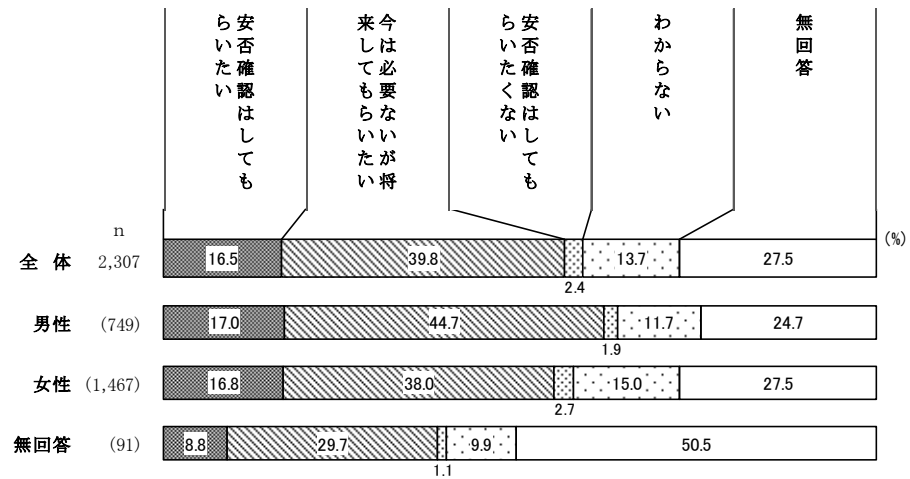 安否確認はしても
らいたい
今は必要ないが将
来してもらいたい
安否確認はしても
らいたくない
わからない
無回答
n
(%)
全 体 2,307 16.5 39.8 2.4 13.7 27.5
男性 (749) 17.0 44.7 1.9 11.7 24.7
女性 (1,467) 16.8 38.0 2.7 15.0 27.5
無回答 (91) 8.8 29.7 1.1 9.9 50.5